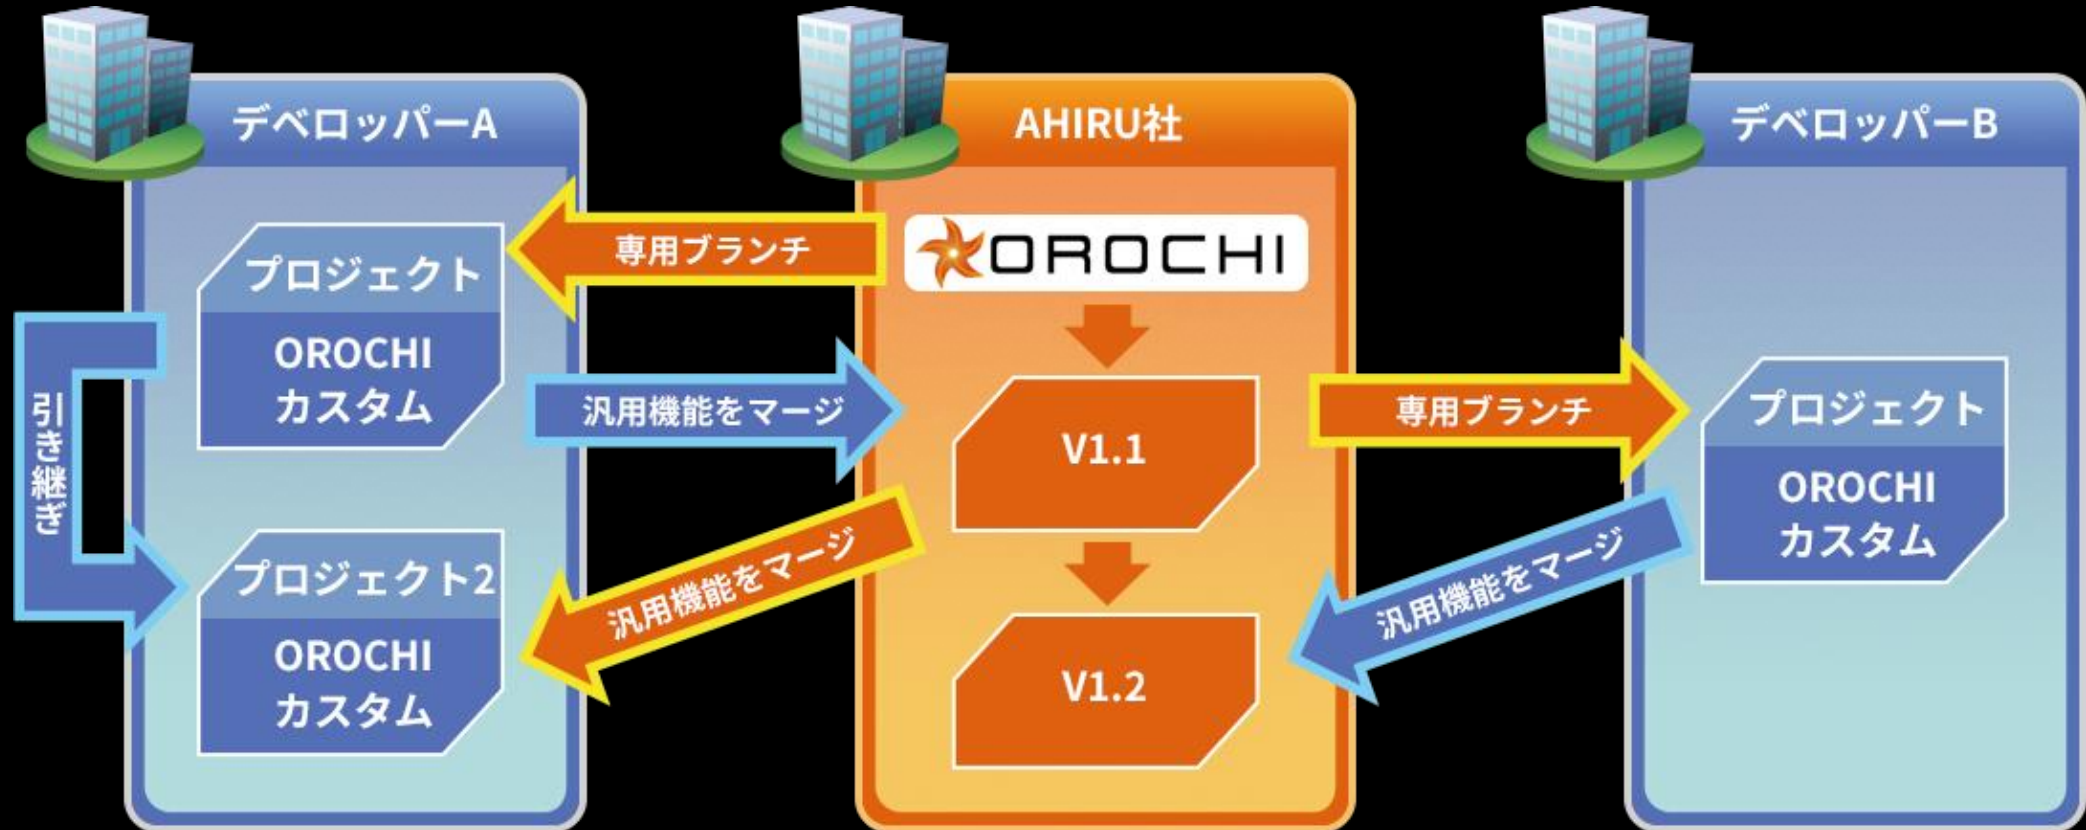 デベロッパーA
AHIRU社
デベロッパーB
専用ブランチ
OROCHI
プロジェクト
OROCHI
カスタム
引き継ぎ
汎用機能をマージ
V1.1
専用ブランチ
プロジェクト
OROCHI
カスタム
プロジェクト2
OROCHI
カスタム
汎用機能をマージ
V1.2
汎用機能をマージ